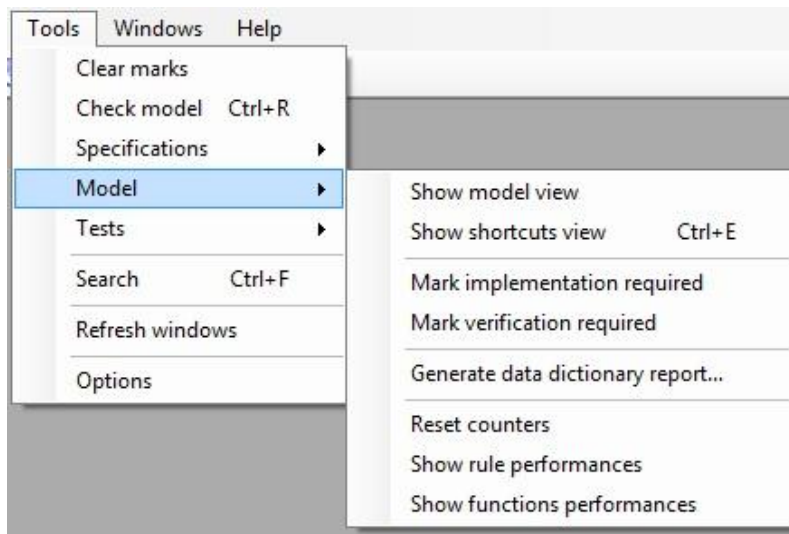 Tools Windows Help
Clear marks
Check model Ctrl+R
Specifications
Model
Tests
Search Ctrl+F
Refresh windows
Options
Show model view
Show shortcuts view Ctrl+E
Mark implementation required
Mark verification required
Generate data dictionary report...
Reset counters
Show rule performances
Show functions performances